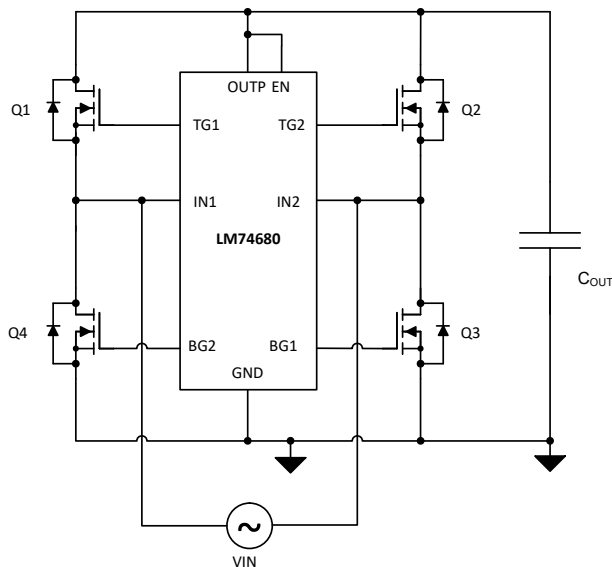 OUTP EN
Q1
Q2
TG1
TG2
IN1
IN2
LM74680
COUT
Q4
Q3
BG2
BG1
GND
~
VIN